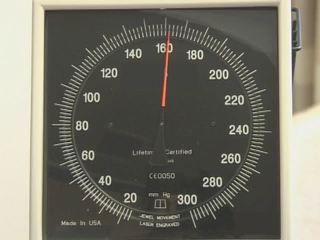 160
140 180
120 200
100 220
80 240
60 260
40 280
20 300
Lifetime Certified
CE0050
mm Hg
Made In USA
JEWEL MOVEMENT
LASER ENGRAVED